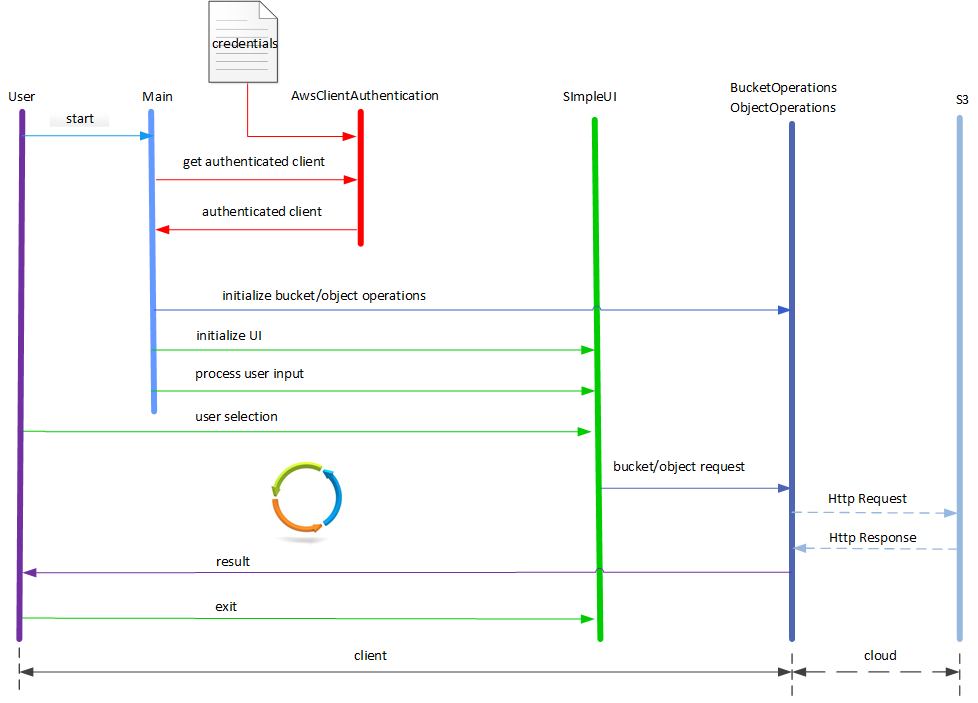 credentials
User
Main
AwsClientAuthentication
SImpleUI
BucketOperations
ObjectOperations
S3
start
get authenticated client
authenticated client
initialize bucket/object operations
initialize UI
process user input
user selection
bucket/object request
Http Request
Http Response
result
exit
client
cloud